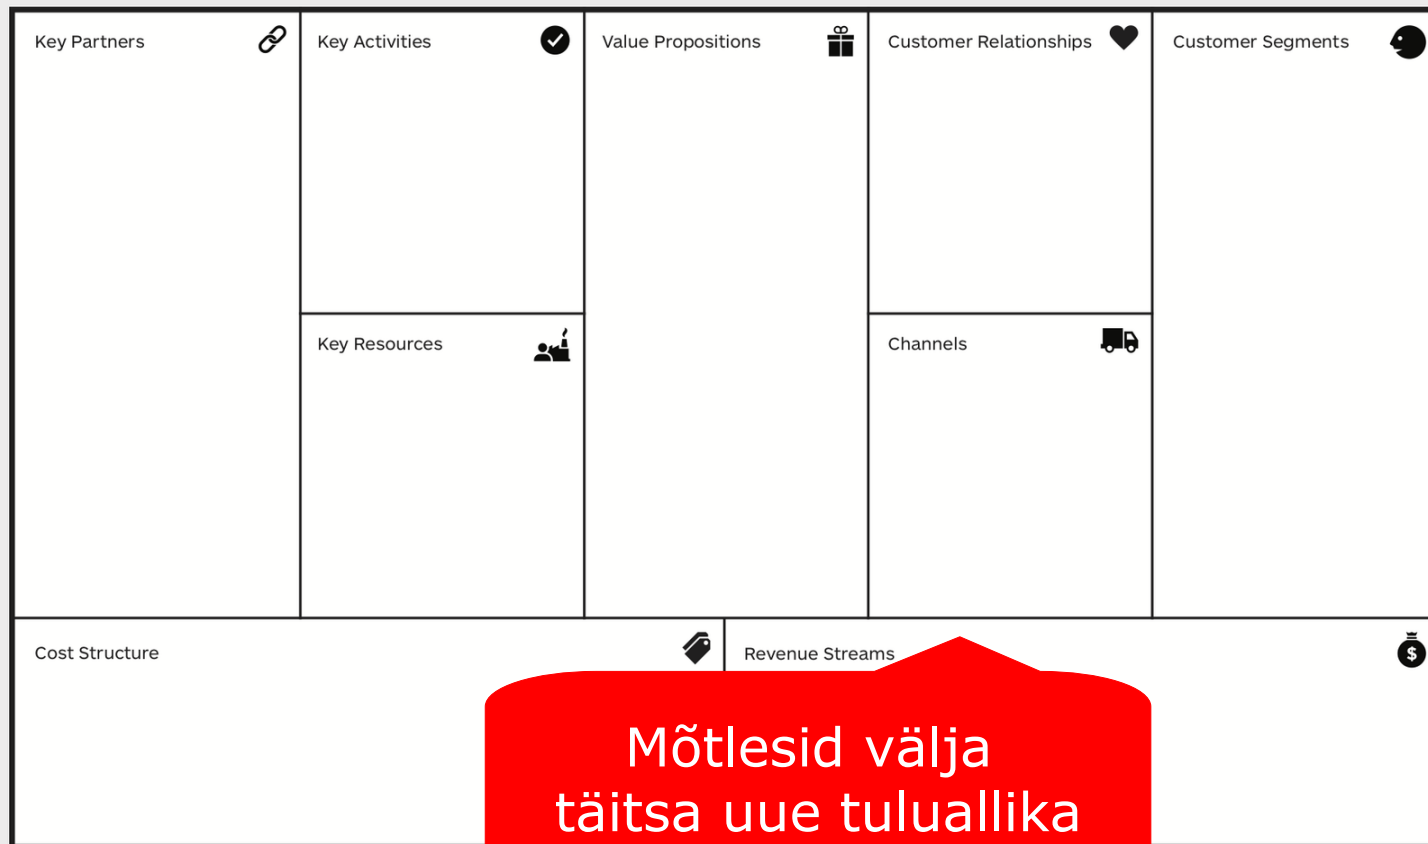 Key Partners
Key Activities
Value Propositions
Customer Relationships
Customer Segments
Key Resources
Channels
Cost Structure
Revenue Streams
$
Mõtlesid välja
täitsa uue tuluallika